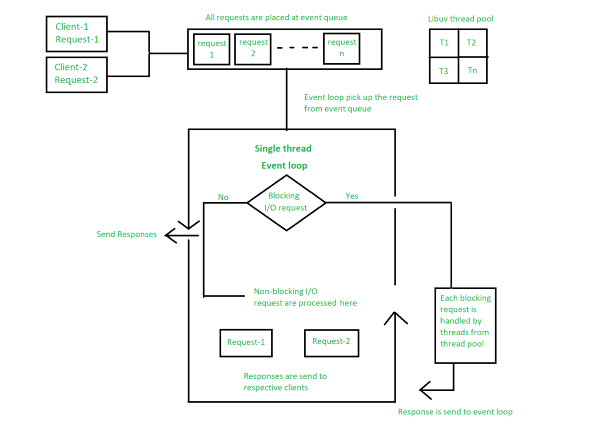 Client-1
Request-1
Client-2
Request-2
All requests are placed at event queue
request
1
request
2
request
n
Libuv thread pool
T1
T2
T3
Tn
Event loop pick up the request
from event queue
Single thread
Event loop
Blocking
I/O request
No
Yes
Send Responses
Non-blocking I/O
request are processed here
Request-1
Request-2
Responses are send to
respective clients
Each blocking
request is
handled by
threads from
thread pool
Response is send to event loop